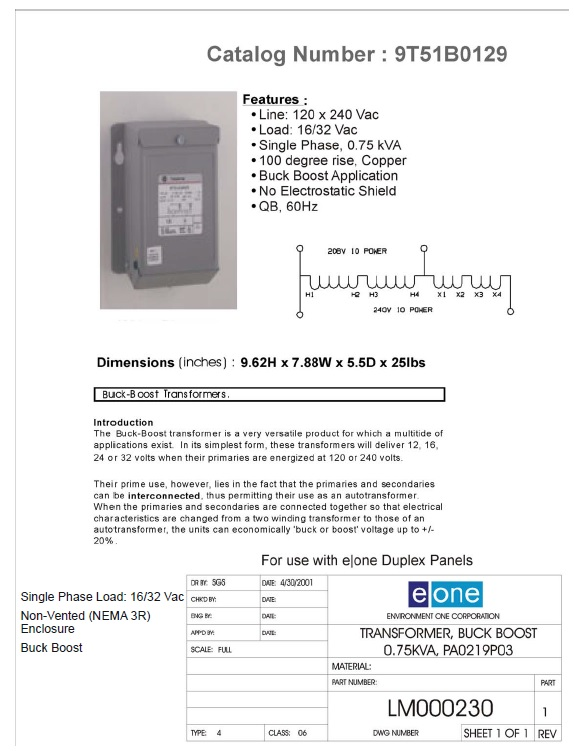 Catalog Number : 9T51B0129
Features :
• Line: 120 x 240 Vac
• Load: 16/32 Vac
• Single Phase, 0.75 kVA
• 100 degree rise, Copper
• Buck Boost Application
• No Electrostatic Shield
• QB, 60Hz
208V 10 POWER
H1 H2 H3 H4 X1 X2 X3 X4
240V 10 POWER
Dimensions (inches) : 9.62H x 7.88W x 5.5D x 25lbs
Buick-Boost Transformers.
Introduction
The Buck-Boost transformer is a very versatile product for which a multitide of
applications exist. In its simplest form, these transformers will deliver 12, 16,
24 or 32 volts when their primaries are energized at 120 or 240 volts.
Their prime use, however, lies in the fact that the primaries and secondaries
can be interconnected, thus permitting their use as an autotransformer.
When the primaries and secondaries are connected together so that electrical
characteristics are changed from a two winding transformer to those of an
autotransformer, the units can economically 'buck or boost' voltage up to +/-
20%.
For use with e|one Duplex Panels
Single Phase Load: 16/32 Vac
Non-Vented (NEMA 3R)
Enclosure
Buck Boost
DR BY: SGS DATE: 4/30/2001
CHK'D BY: DATE:
ENG BY: DATE:
APP'D BY: DATE:
SCALE: FULL
e one
ENVIRONMENT ONE CORPORATION
TRANSFORMER, BUCK BOOST
0.75KVA, PA0219P03
MATERIAL:
PART NUMBER: PART
LM000230 1
TYPE: 4 CLASS: 06 DWG NUMBER SHEET 1 OF 1 REV